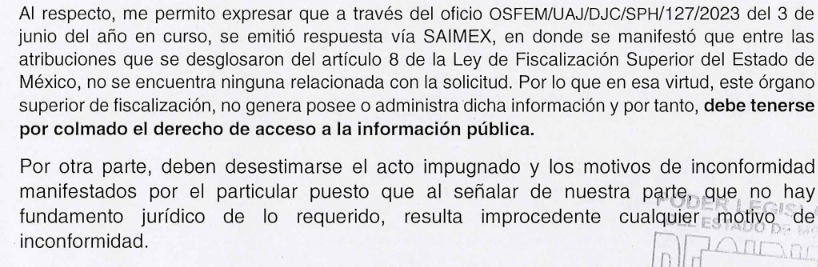 Al respecto, me permito expresar que a través del oficio OSFEM/UAJ/DJC/SPH/127/2023 del 3 de
junio del año en curso, se emitió respuesta vía SAIMEX, en donde se manifestó que entre las
atribuciones que se desglosaron del artículo 8 de la Ley de Fiscalización Superior del Estado de
México, no se encuentra ninguna relacionada con la solicitud. Por lo que en esa virtud, este órgano
superior de fiscalización, no genera posee o administra dicha información y por tanto, debe tenerse
por colmado el derecho de acceso a la información pública.
Por otra parte, deben desestimarse el acto impugnado y los motivos de inconformidad
manifestados por el particular puesto que al señalar de nuestra parte, que no hay
fundamento jurídico de lo requerido, resulta improcedente cualquier motivo de
inconformidad.
PODER LEGISLA
DEL ESTADO DE M